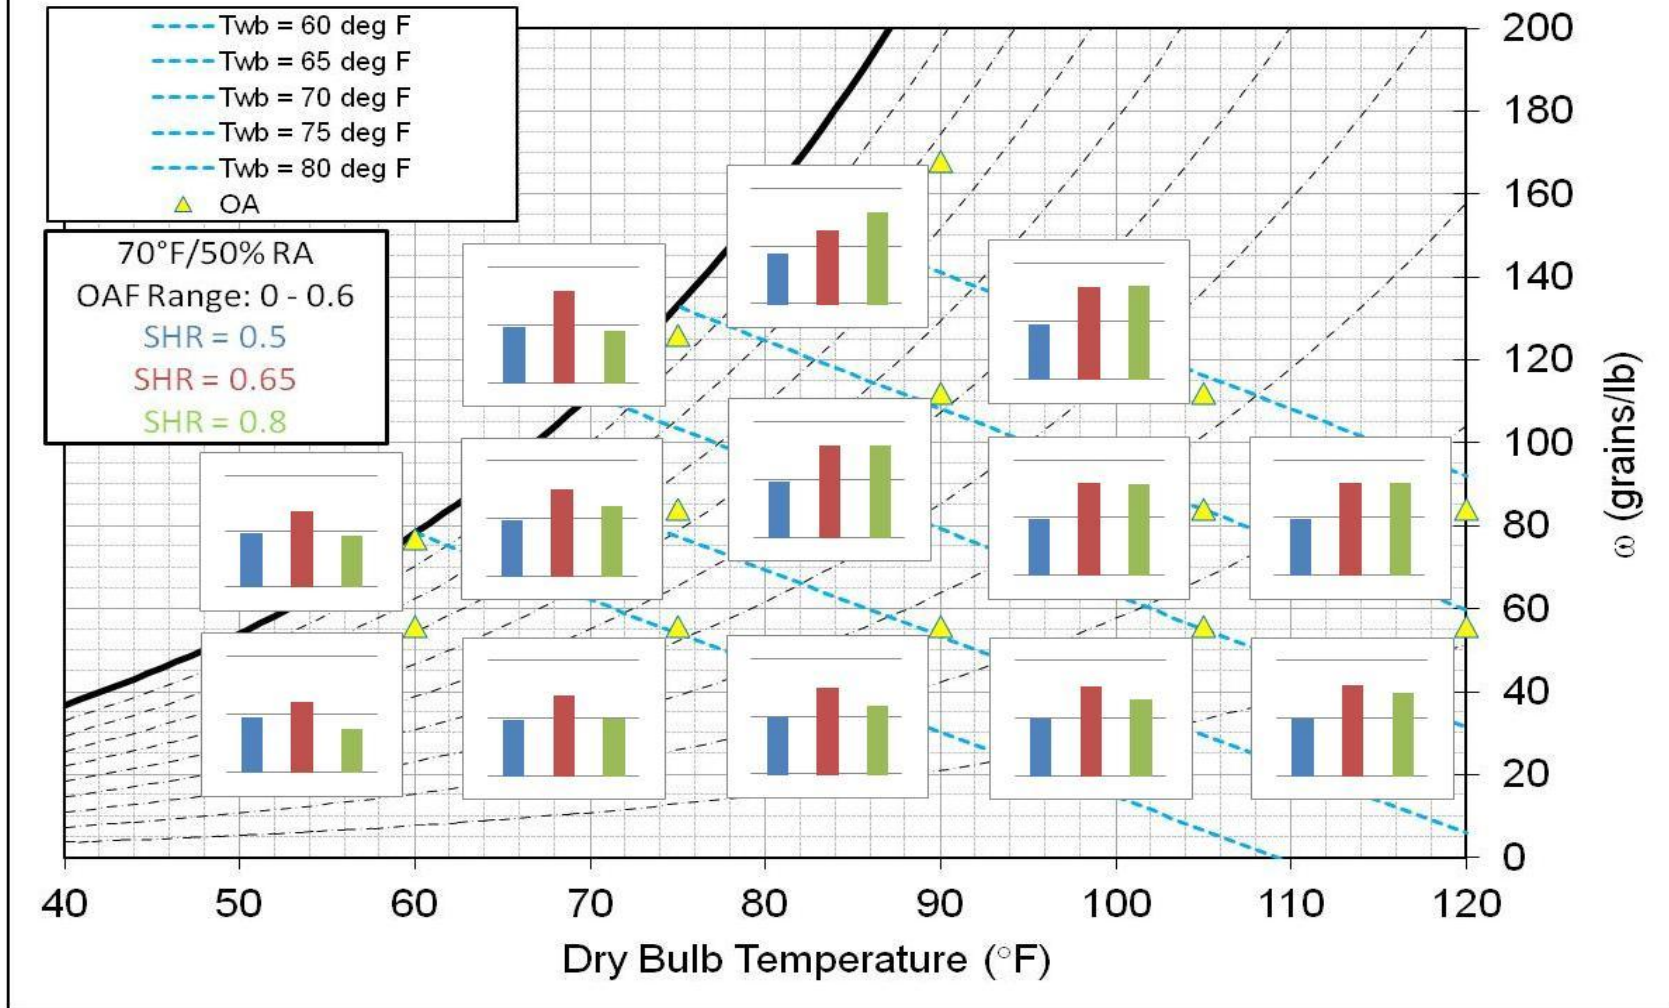 Twb = 60 deg F
Twb = 65 deg F
Twb = 70 deg F
Twb = 75 deg F
Twb = 80 deg F
OA
70°F/50% RA
OAF Range: 0 - 0.6
SHR = 0.5
SHR = 0.65
SHR = 0.8
200
180
160
140
120
100
80
60
40
20
0
ω (grains/lb)
40 50 60 70 80 90 100 110 120
Dry Bulb Temperature (°F)